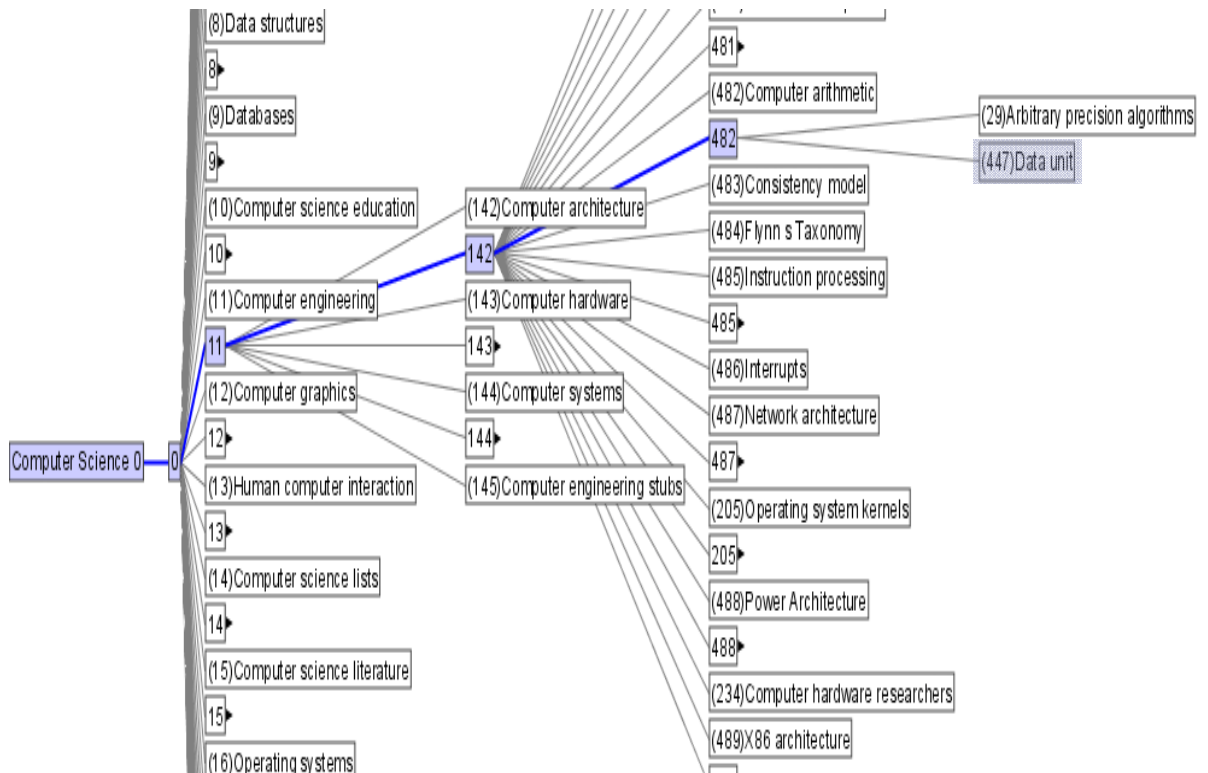 Computer Science 0
0
(8)Data structures
8
(9)Databases
9
(10)Computer science education
10
(11)Computer engineering
11
(12)Computer graphics
12
(13)Human computer interaction
13
(14)Computer science lists
14
(15)Computer science literature
15
(16)Operating systems
(142)Computer architecture
142
(143)Computer hardware
143
(144)Computer systems
144
(145)Computer engineering stubs
481
(482)Computer arithmetic
482
(483)Consistency model
(484)Flynn s Taxonomy
(485)Instruction processing
485
(486)Interrupts
(487)Network architecture
487
(205)Operating system kernels
205
(488)Power Architecture
488
(234)Computer hardware researchers
(489)X86 architecture
(29)Arbitrary precision algorithms
(447)Data unit